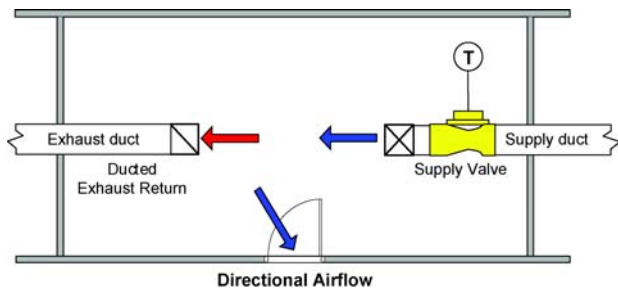 T
Exhaust duct
Supply duct
Ducted
Exhaust Return
Supply Valve
Directional Airflow